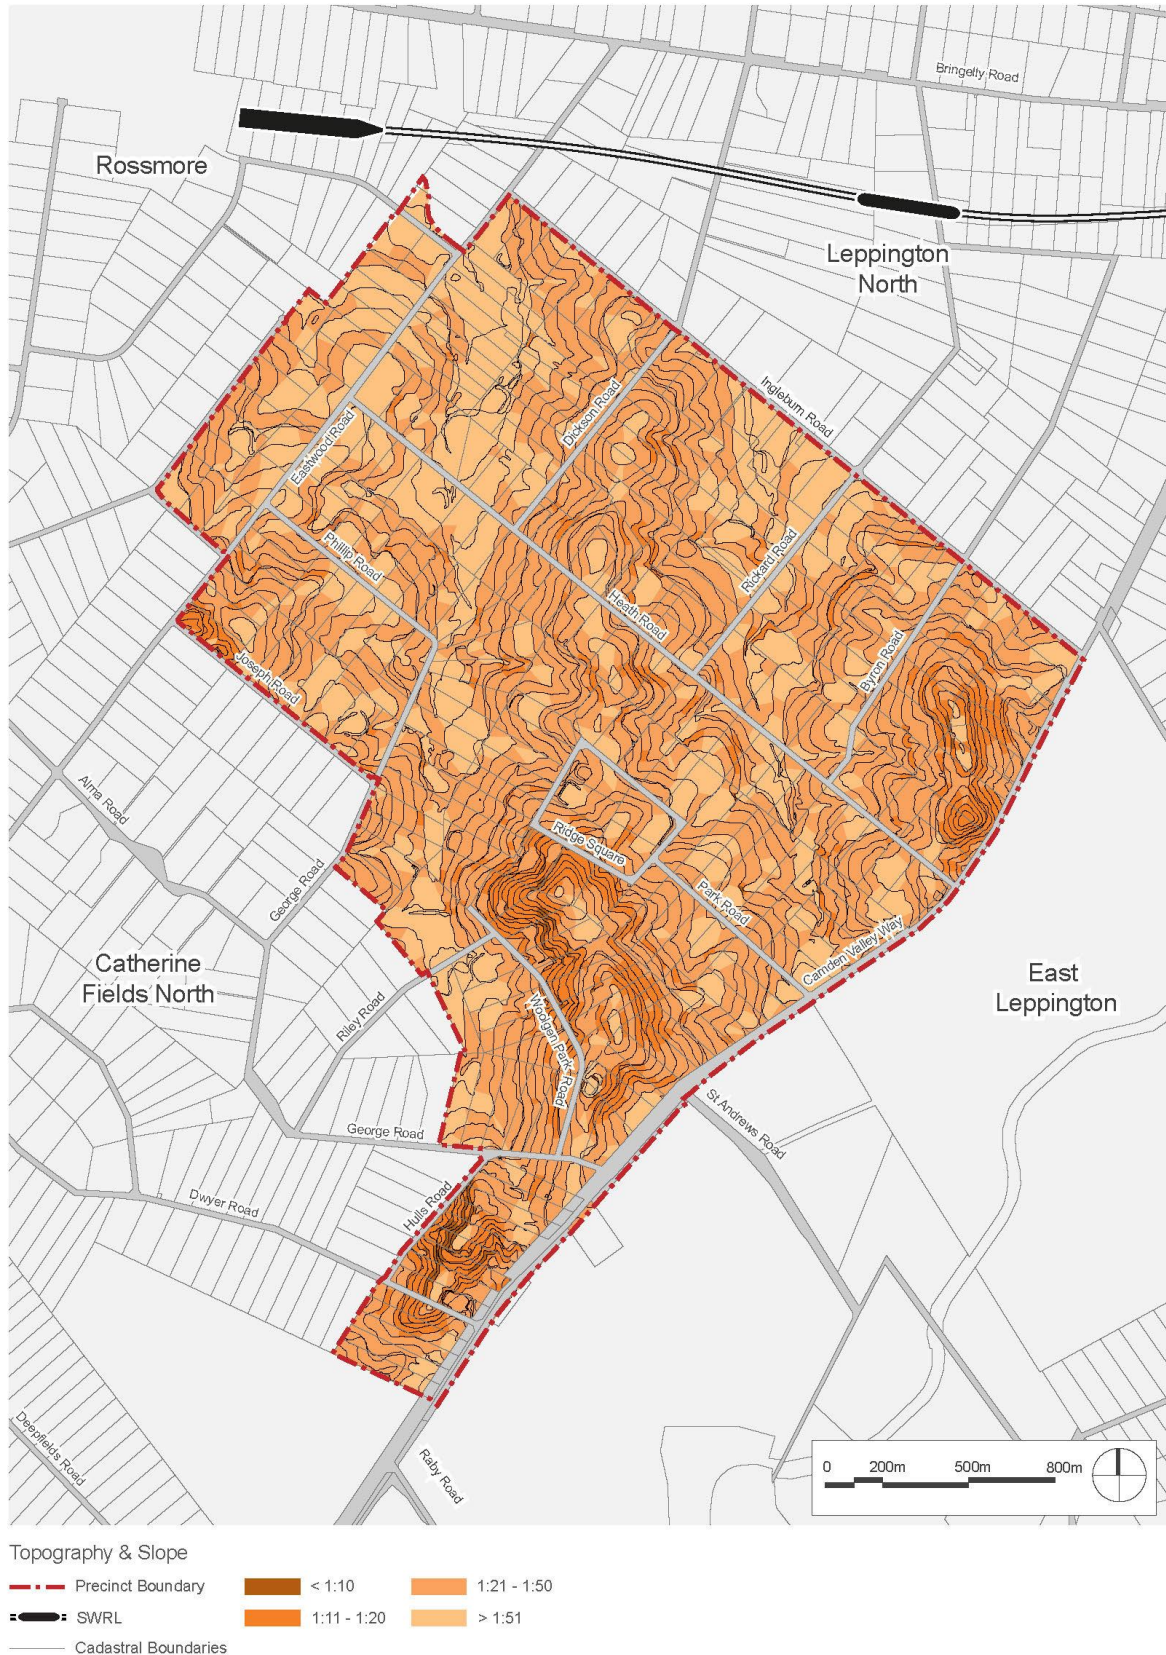 Bringelly Road
Rossmore
Leppington
North
Ingleburn Road
Dickson Road
Eastwood Road
Phillip Road
Rickard Road
Heath Road
Byron Road
Joseph Road
Alma Road
Ridge Square
George Road
Park Road
Camden Valley Way
Catherine
Fields North
East
Leppington
Riley Road
Woolgen Park Road
St Andrews Road
George Road
Hulls Road
Dwyer Road
Deepfields Road
Raby Road
0 200m 500m 800m
Topography & Slope
Precinct Boundary < 1:10 1:21 - 1:50
SWRL 1:11 - 1:20 > 1:51
Cadastral Boundaries